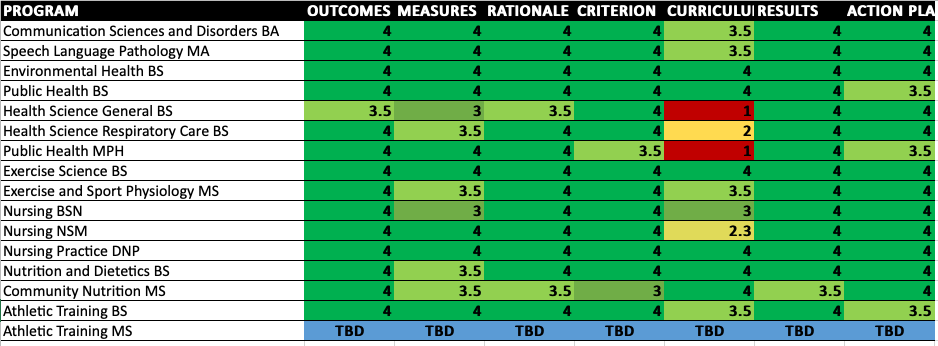 PROGRAM OUTCOMES MEASURES RATIONALE CRITERION CURRICULU RESULTS ACTION PLA
Communication Sciences and Disorders BA 4 4 4 4 3.5 4 4
Speech Language Pathology MA 4 4 4 4 3.5 4 4
Environmental Health BS 4 4 4 4 4 4 4
Public Health BS 4 4 4 4 4 4 3.5
Health Science General BS 3.5 3 3.5 4 1 4 4
Health Science Respiratory Care BS 4 3.5 4 4 2 4 4
Public Health MPH 4 4 4 3.5 1 4 3.5
Exercise Science BS 4 4 4 4 4 4 4
Exercise and Sport Physiology MS 4 3.5 4 4 3.5 4 4
Nursing BSN 4 3 4 4 3 4 4
Nursing NSM 4 4 4 4 2.3 4 4
Nursing Practice DNP 4 4 4 4 4 4 4
Nutrition and Dietetics BS 4 3.5 4 4 4 4 4
Community Nutrition MS 4 3.5 3.5 3 4 3.5 4
Athletic Training BS 4 4 4 4 3.5 4 3.5
Athletic Training MS TBD TBD TBD TBD TBD TBD TBD